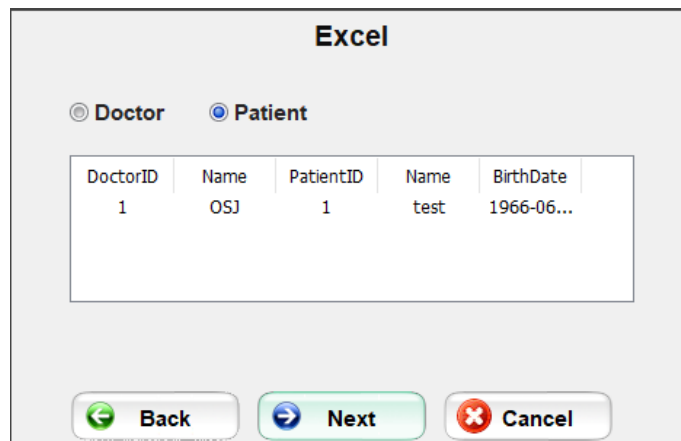 Excel
Doctor Patient
DoctorID Name PatientID Name BirthDate
1 OSJ 1 test 1966-06...
Back Next Cancel